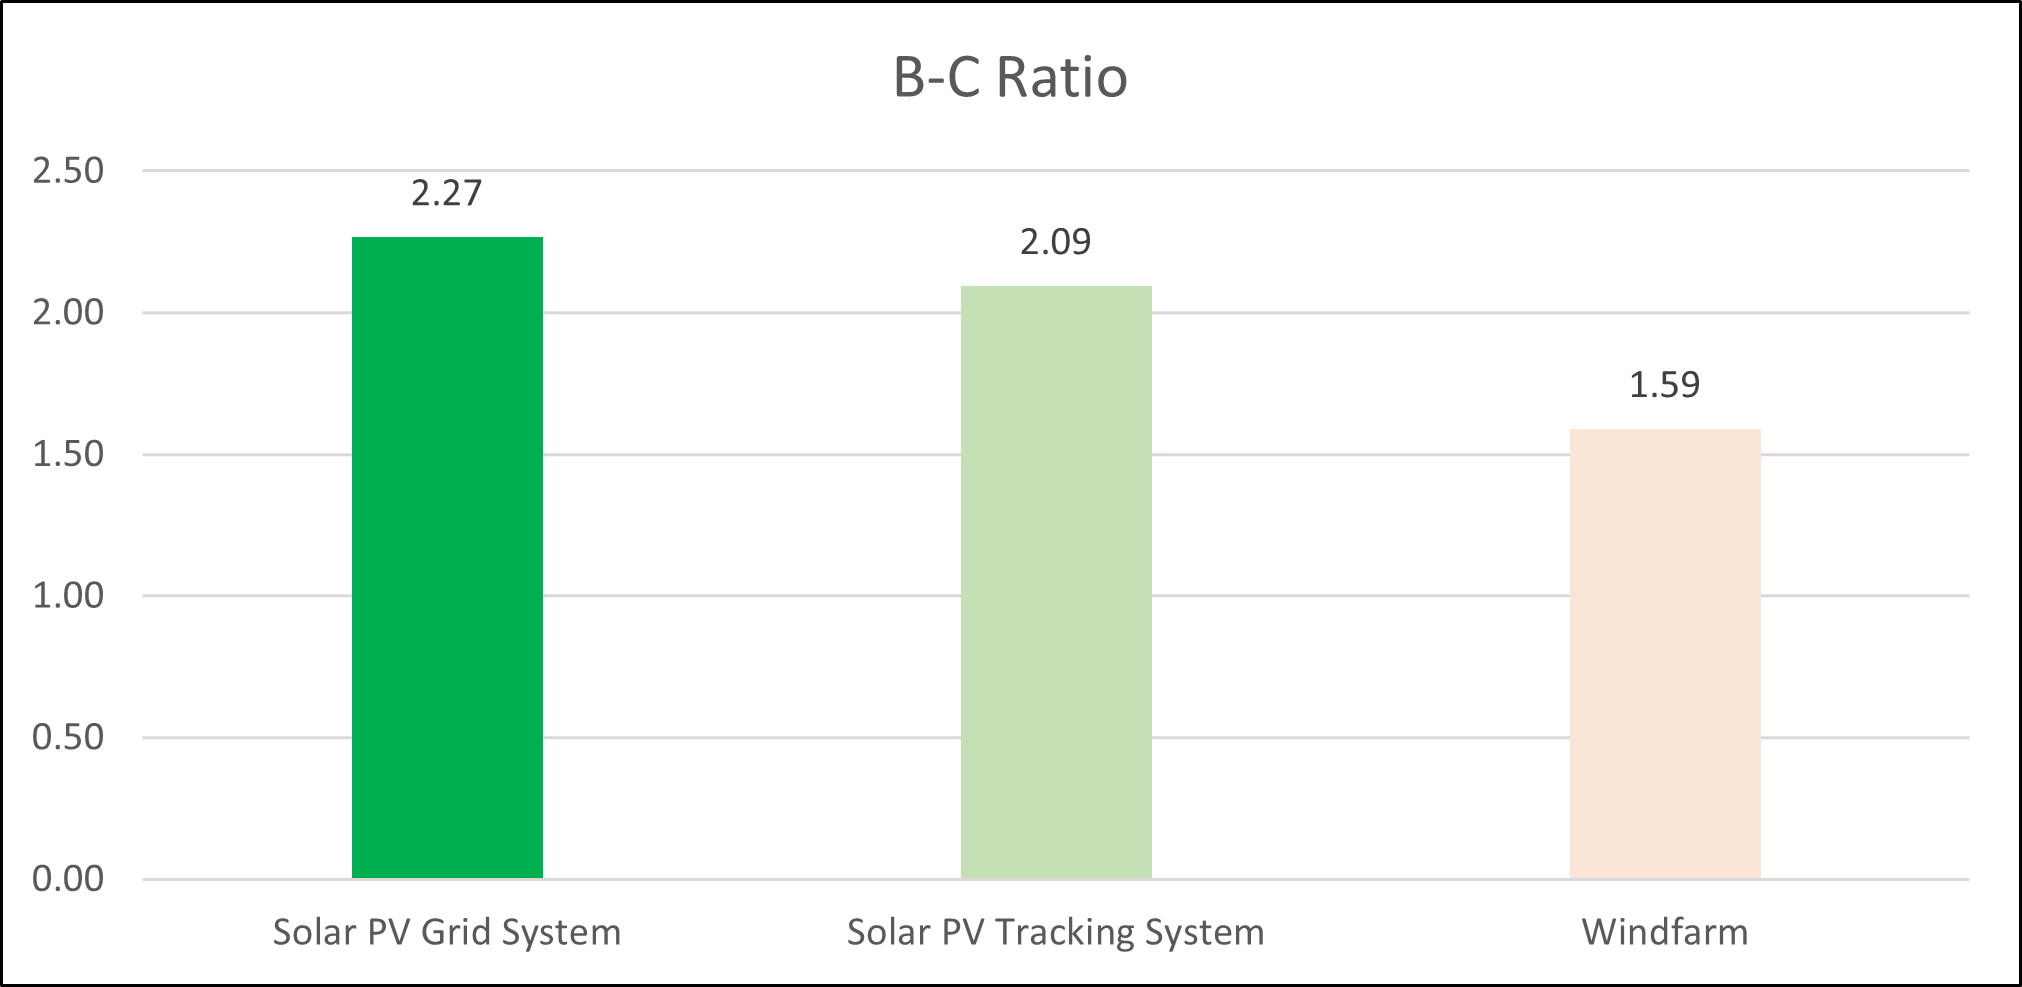 B-C Ratio
2.50
2.27
2.09
2.00
1.59
1.50
1.00
0.50
0.00
Solar PV Grid System
Solar PV Tracking System
Windfarm